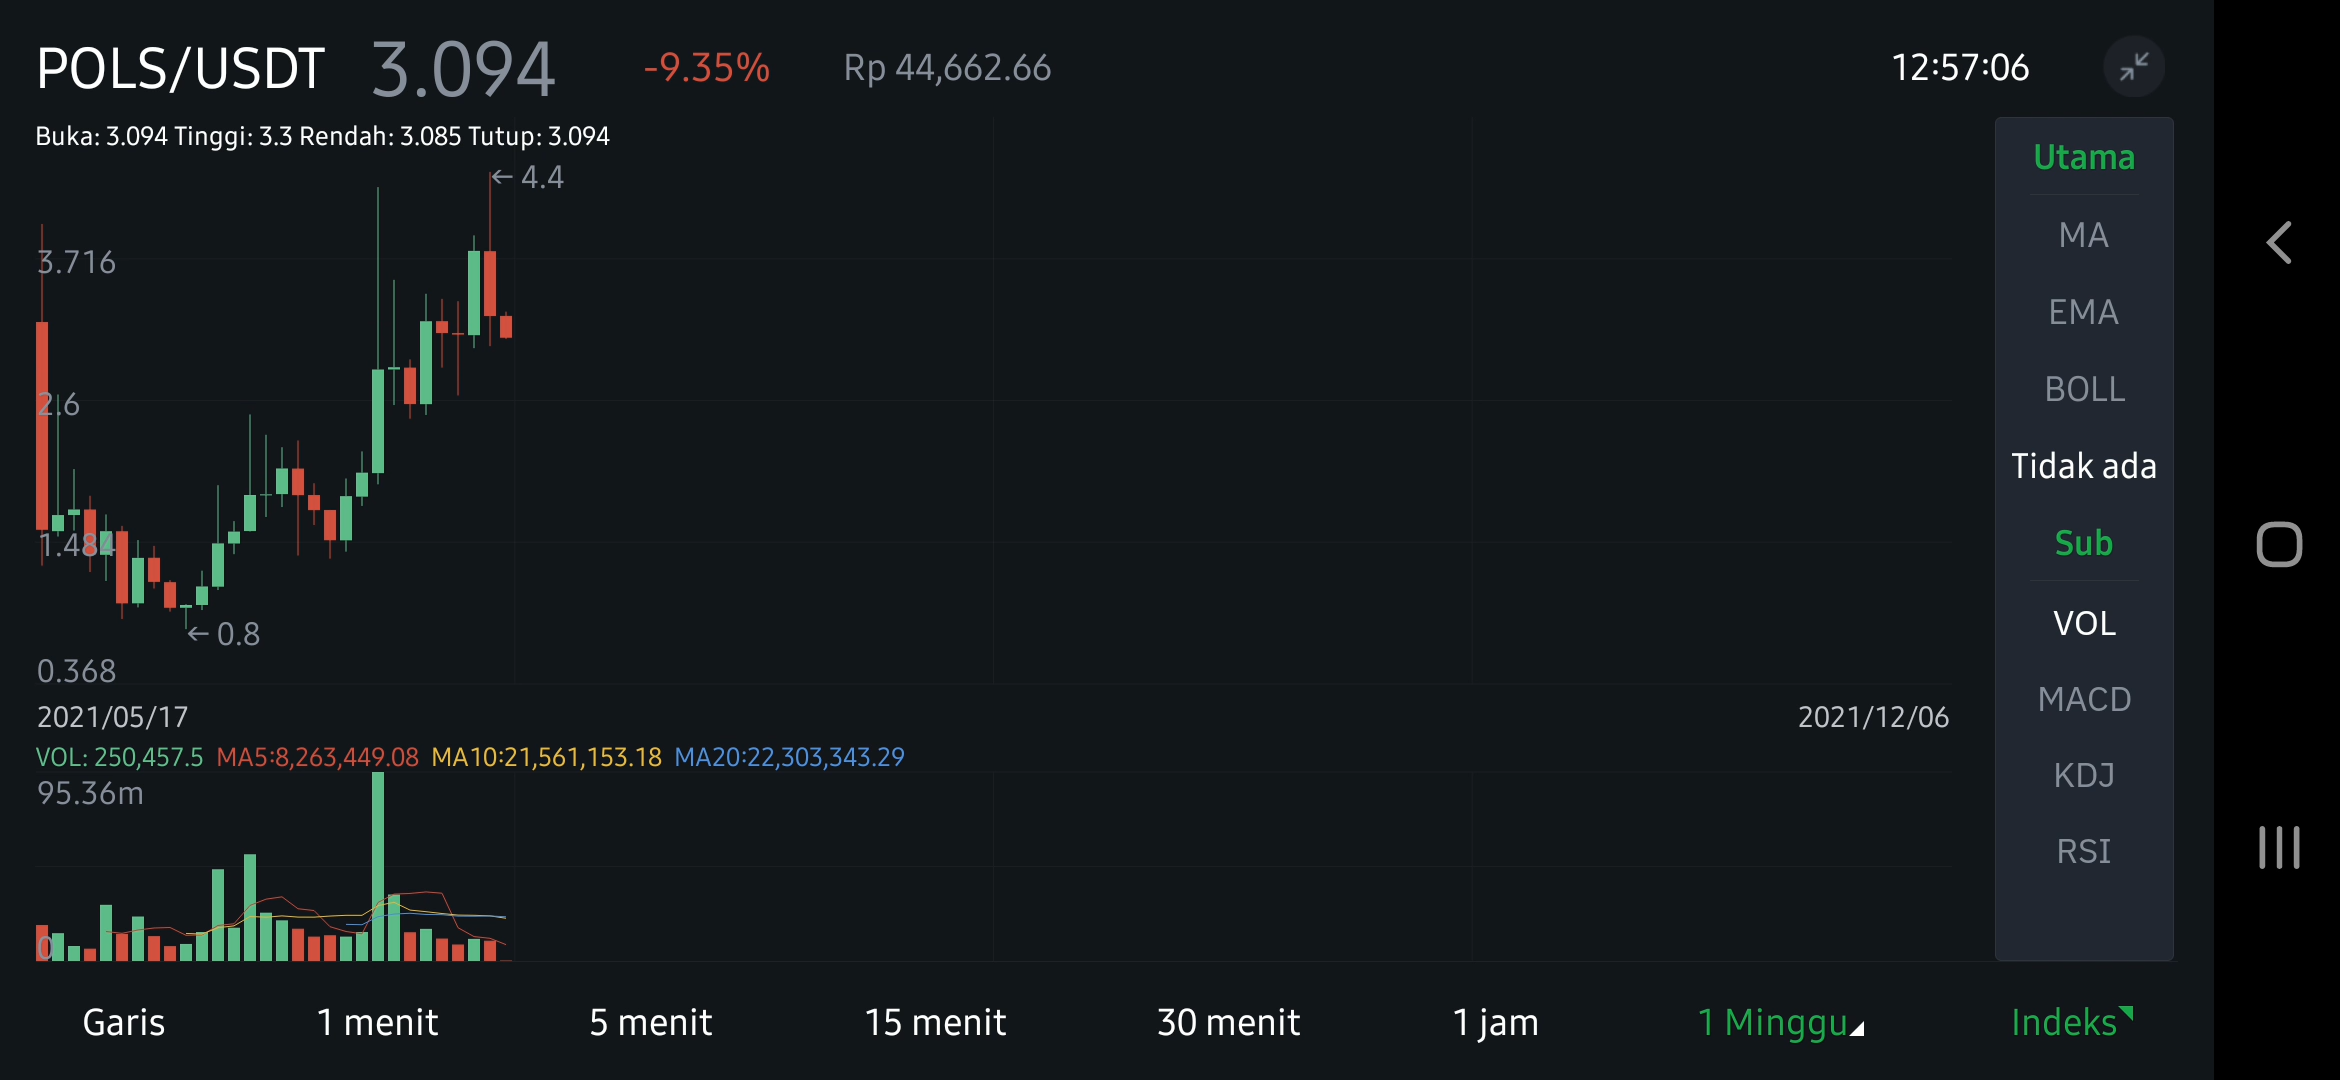 POLS/USDT 3.094 -9.35% Rp 44,662.66 12:57:06
Buka: 3.094 Tinggi: 3.3 Rendah: 3.085 Tutup: 3.094
← 4.4
3.716
2.6
1.484
← 0.8
0.368
2021/05/17 2021/12/06
VOL: 250,457.5 MA5:8,263,449.08 MA10:21,561,153.18 MA20:22,303,343.29
95.36m
0
Utama
MA
EMA
BOLL
Tidak ada
Sub
VOL
MACD
KDJ
RSI
Garis 1 menit 5 menit 15 menit 30 menit 1 jam 1 Minggu Indeks